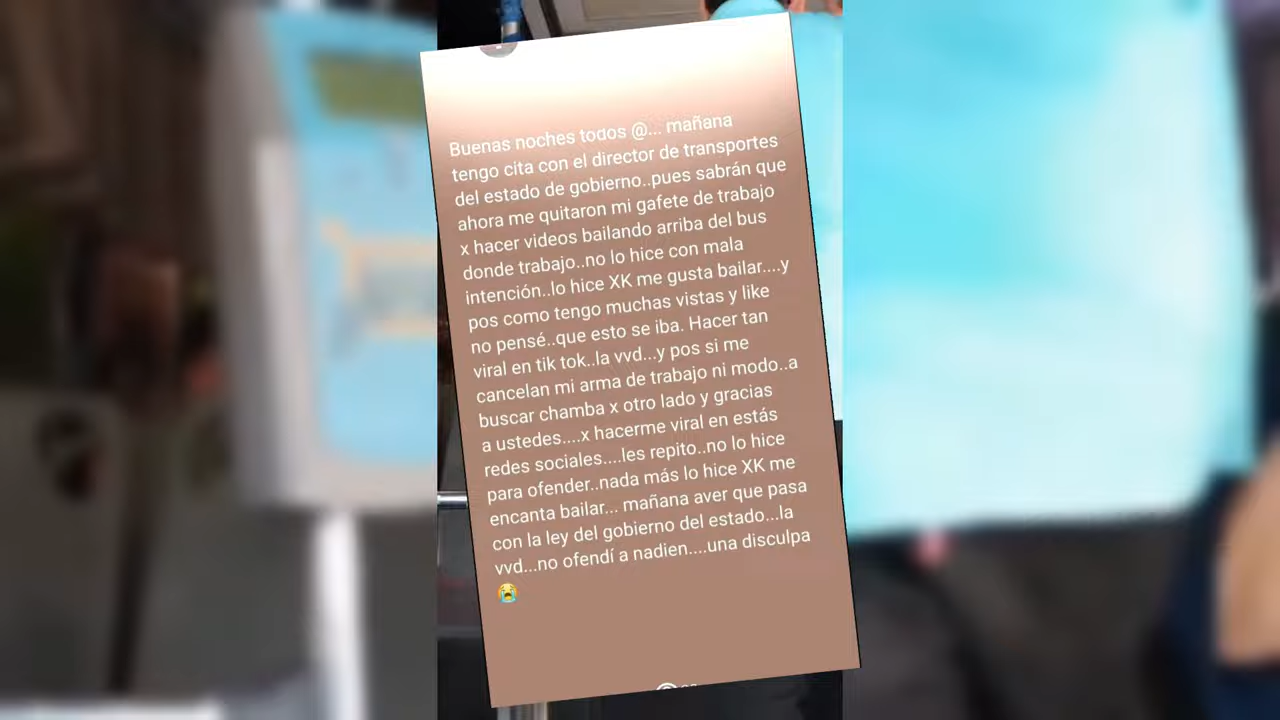 Buenas noches todos @... mañana
tengo cita con el director de transportes
del estado de gobierno..pues sabrán que
ahora me quitaron mi gafete de trabajo
x hacer videos bailando arriba del bus
donde trabajo..no lo hice con mala
intención..lo hice XK me gusta bailar....y
pos como tengo muchas vistas y like
no pensé..que esto se iba. Hacer tan
viral en tik tok..la vvd...y pos si me
cancelan mi arma de trabajo ni modo..a
buscar chamba x otro lado y gracias
a ustedes....x hacerme viral en estás
redes sociales....les repito..no lo hice
para ofender..nada más lo hice XK me
encanta bailar... mañana aver que pasa
con la ley del gobierno del estado...la
vvd...no ofendí a nadien....una disculpa
😭